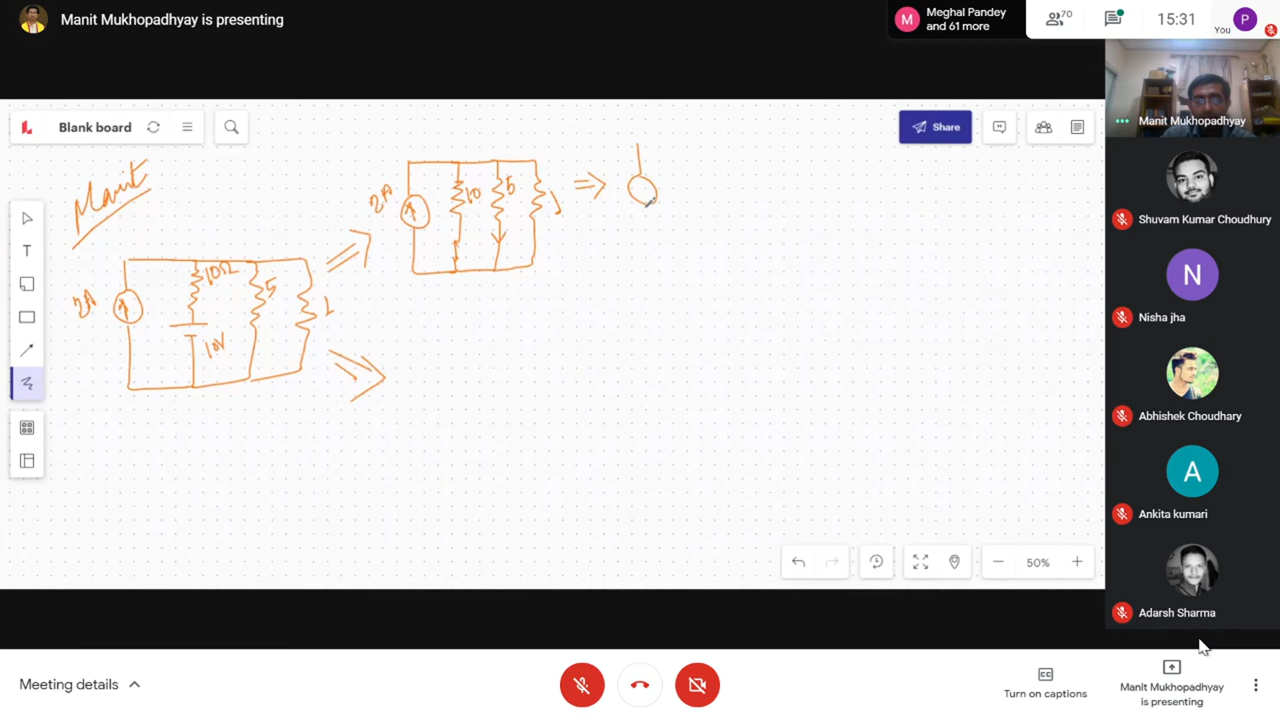 Manit Mukhopadhyay is presenting
M
Meghal Pandey
and 61 more
70
15:31
You
P
Blank board
Share
Manit Mukhopadhyay
Manit
2A
10
5
1
⇒
2A
10Ω
10V
5
1
T
Shuvam Kumar Choudhury
N
Nisha jha
Abhishek Choudhary
A
Ankita kumari
Adarsh Sharma
50%
Meeting details
CC
Turn on captions
Manit Mukhopadhyay
is presenting